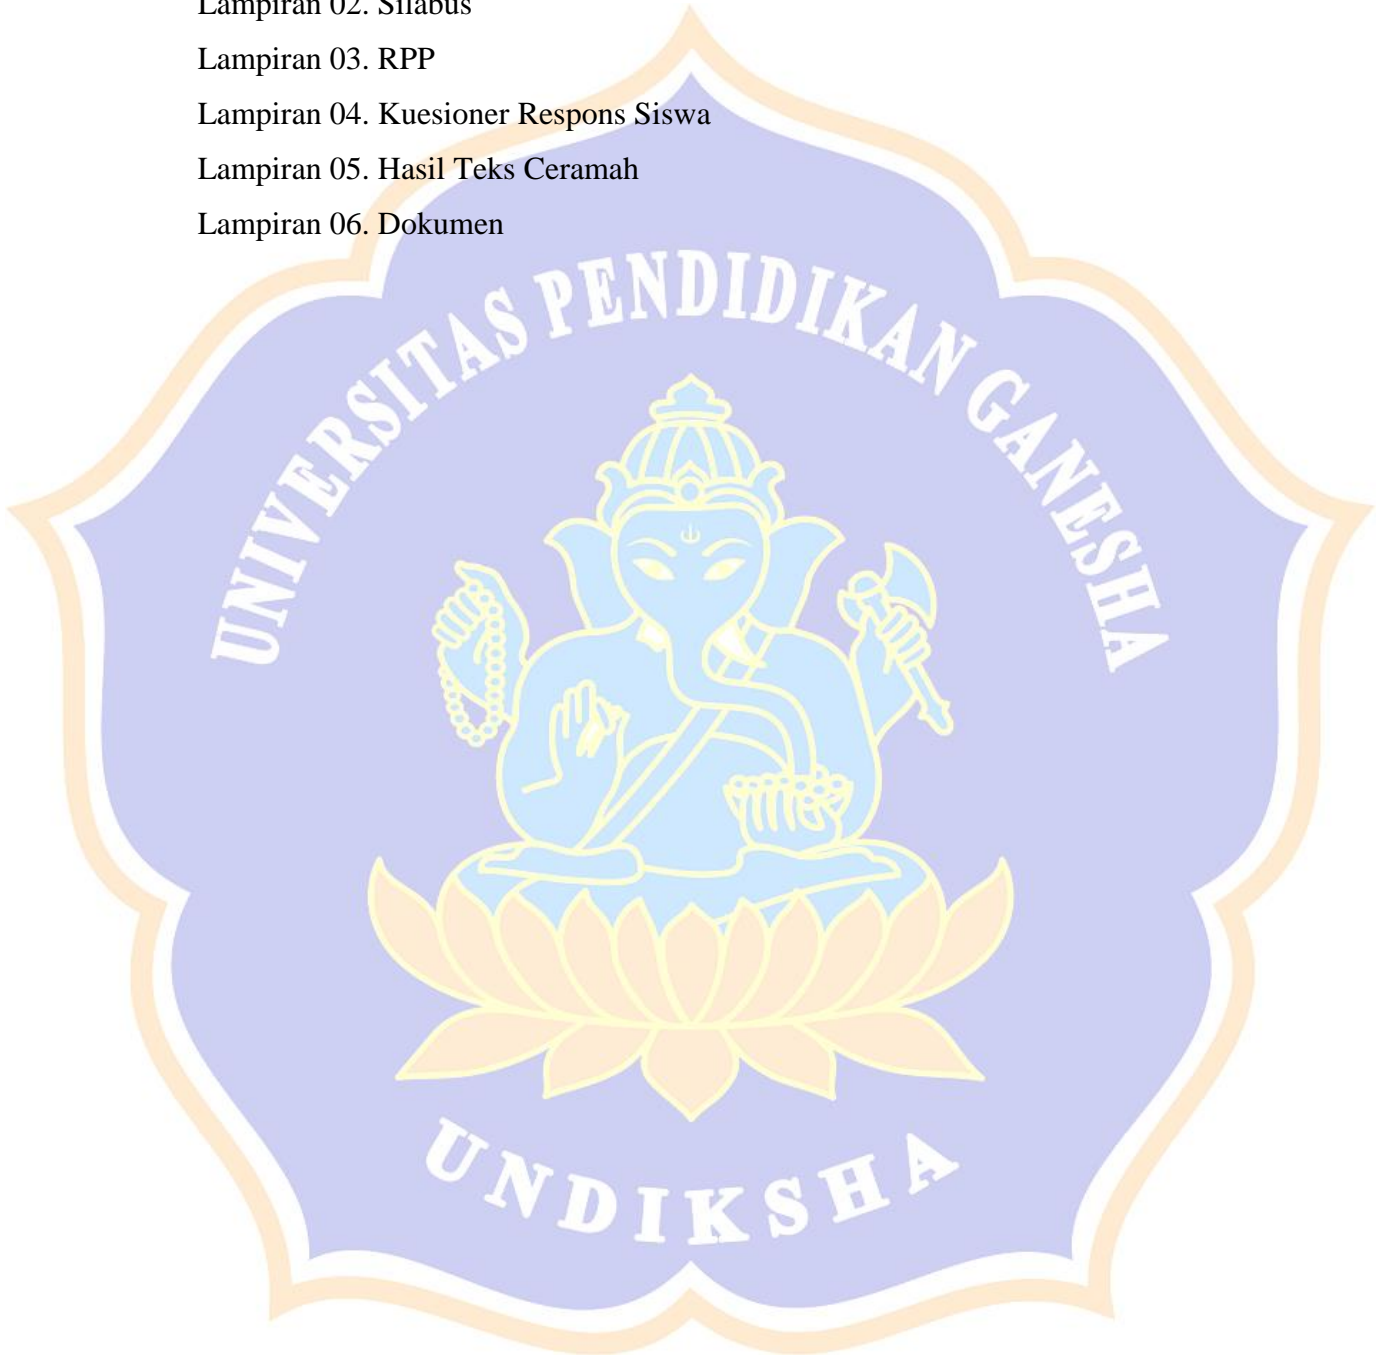 Lampiran 02. Silabus
Lampiran 03. RPP
Lampiran 04. Kuesioner Respons Siswa
Lampiran 05. Hasil Teks Ceramah
Lampiran 06. Dokumen
UNIVERSITAS PENDIDIKAN GANESHA
UNDIKSHA